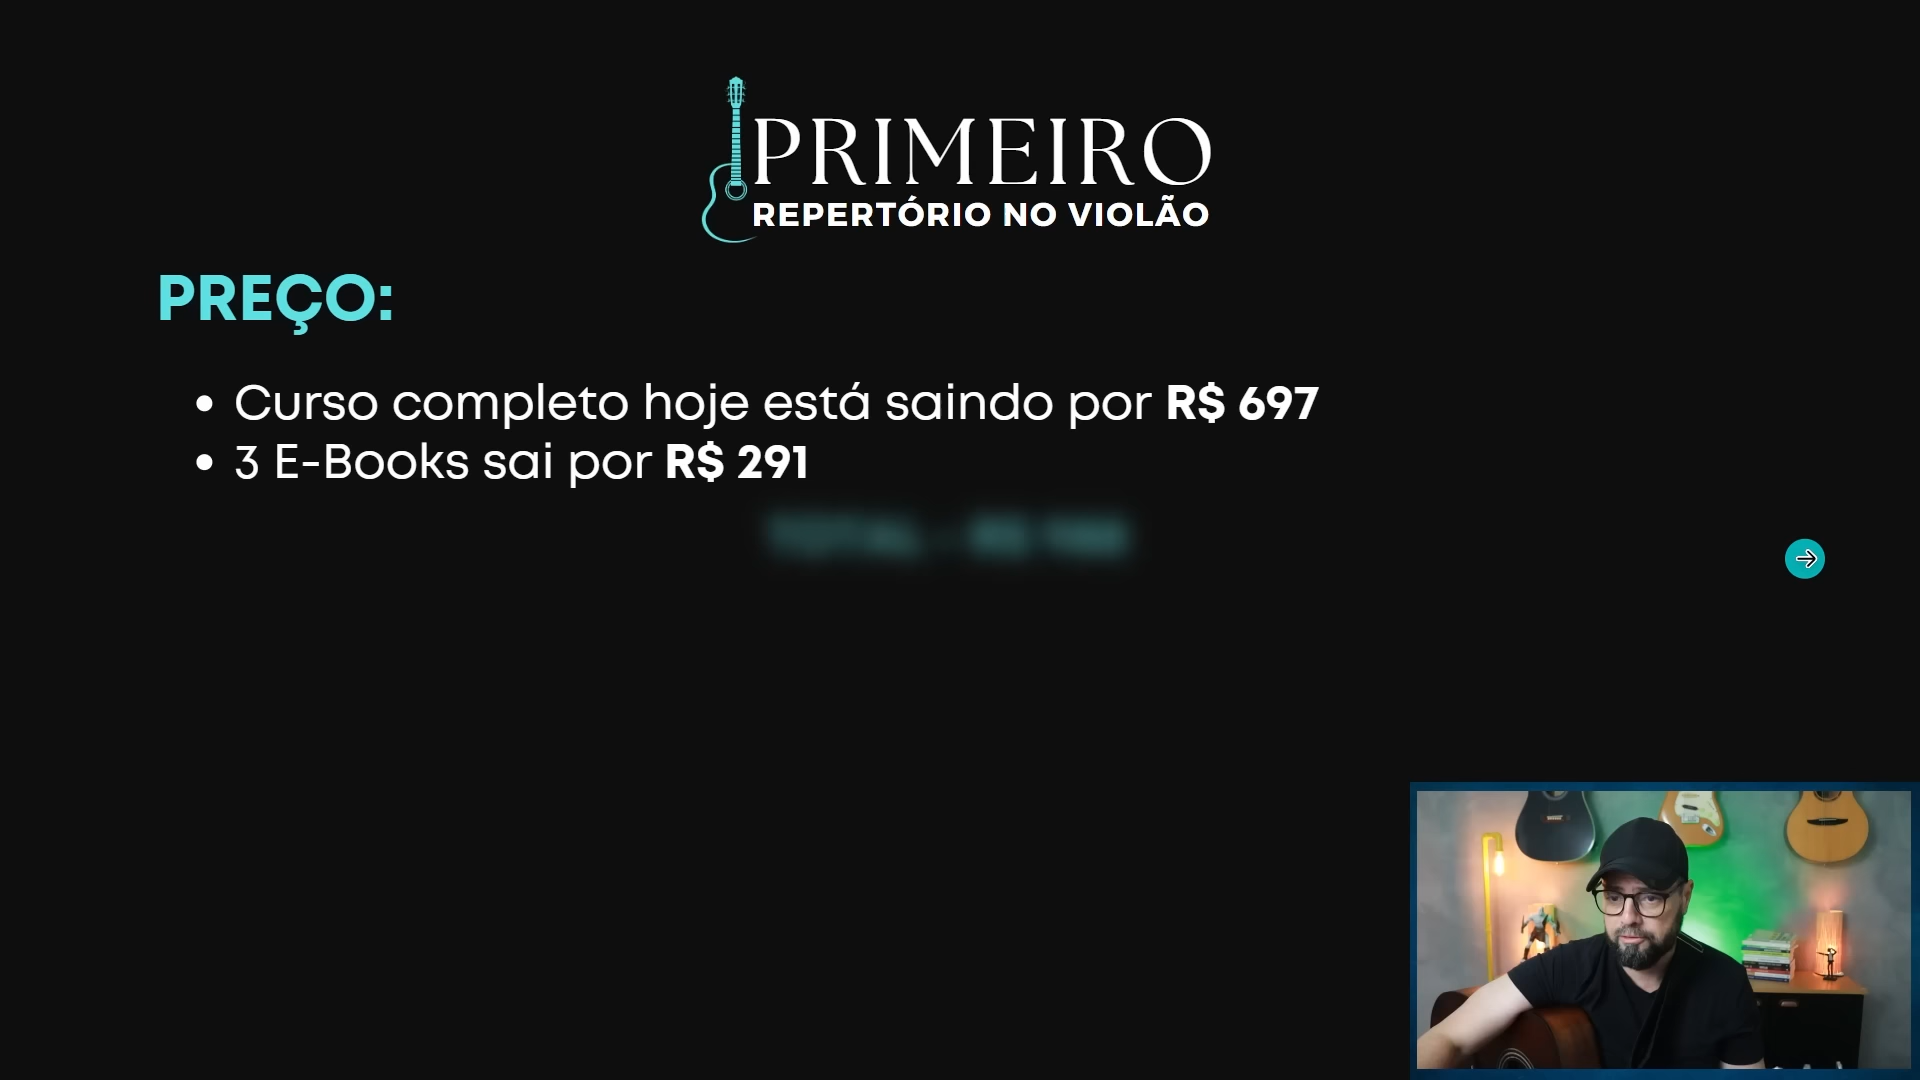 PRIMEIRO
REPERTÓRIO NO VIOLÃO
PREÇO:
• Curso completo hoje está saindo por R$ 697
• 3 E-Books sai por R$ 291